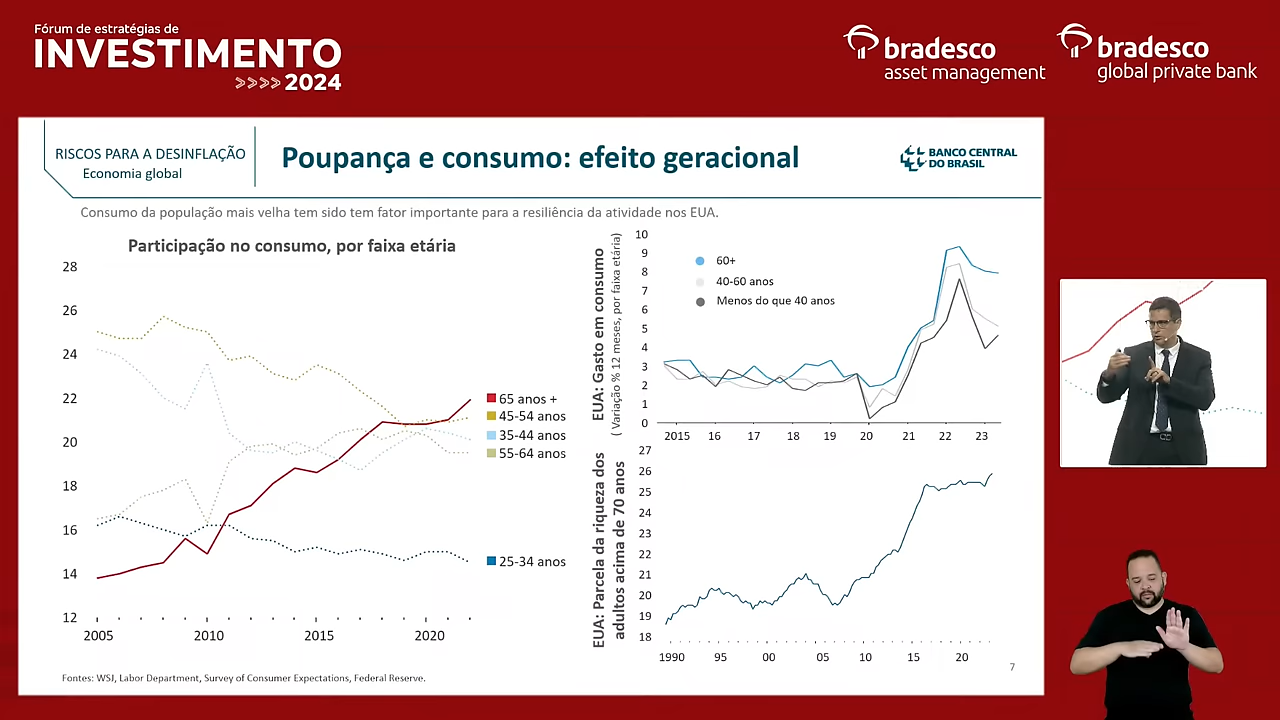 Fórum de estratégias de
INVESTIMENTO
>>>> 2024
bradesco
asset management
bradesco
global private bank
RISCOS PARA A DESINFLAÇÃO
Economia global
Poupança e consumo: efeito geracional
BANCO CENTRAL
DO BRASIL
Consumo da população mais velha tem sido tem fator importante para a resiliência da atividade nos EUA.
Participação no consumo, por faixa etária
28
26
24
22
20
18
16
14
12
2005
2010
2015
2020
65 anos +
45-54 anos
35-44 anos
55-64 anos
25-34 anos
EUA: Gasto em consumo
( Variação % 12 meses, por faixa etária)
10
9
8
7
6
5
4
3
2
1
0
60+
40-60 anos
Menos do que 40 anos
2015
16
17
18
19
20
21
22
23
EUA: Parcela da riqueza dos
adultos acima de 70 anos
27
26
25
24
23
22
21
20
19
18
1990
95
00
05
10
15
20
Fontes: WSJ, Labor Department, Survey of Consumer Expectations, Federal Reserve.
7